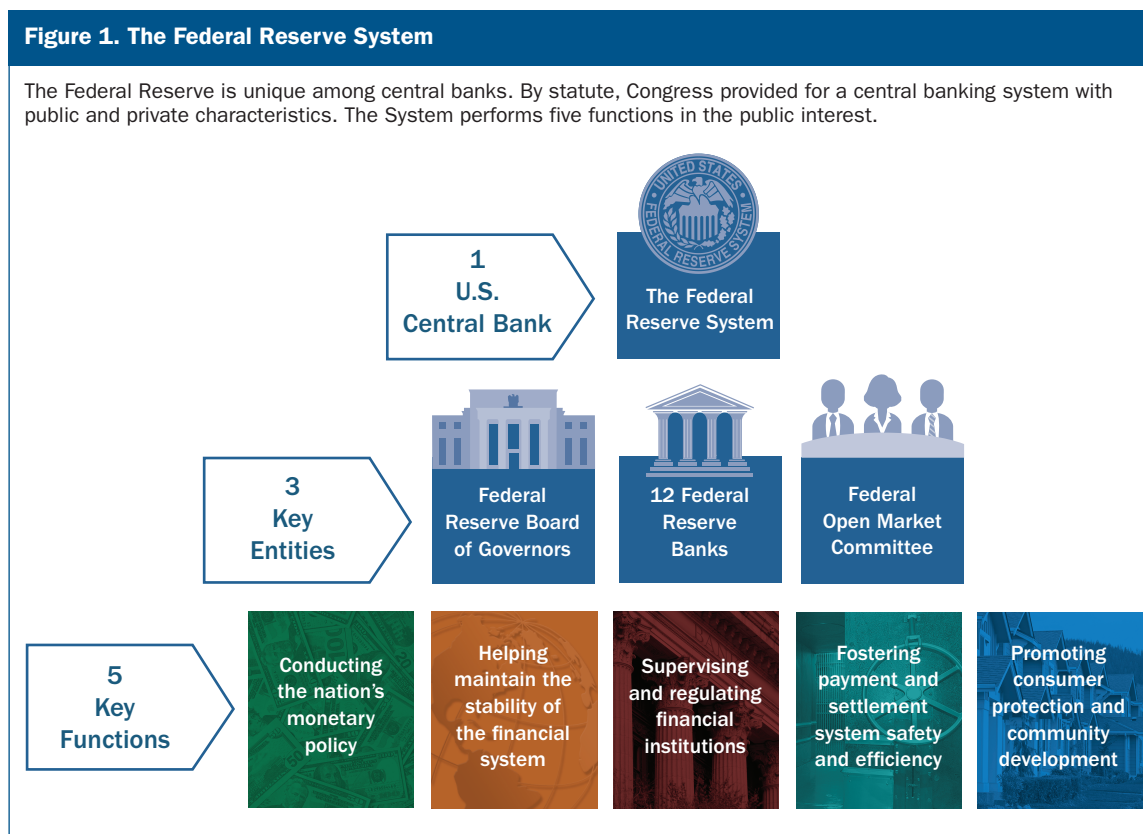 Figure 1. The Federal Reserve System
The Federal Reserve is unique among central banks. By statute, Congress provided for a central banking system with
public and private characteristics. The System performs five functions in the public interest.
1
U.S.
Central Bank
UNITED STATES
FEDERAL RESERVE SYSTEM
The Federal
Reserve System
3
Key
Entities
Federal
Reserve Board
of Governors
12 Federal
Reserve
Banks
Federal
Open Market
Committee
5
Key
Functions
Conducting
the nation’s
monetary
policy
Helping
maintain the
stability of
the financial
system
Supervising
and regulating
financial
institutions
Fostering
payment and
settlement
system safety
and efficiency
Promoting
consumer
protection and
community
development